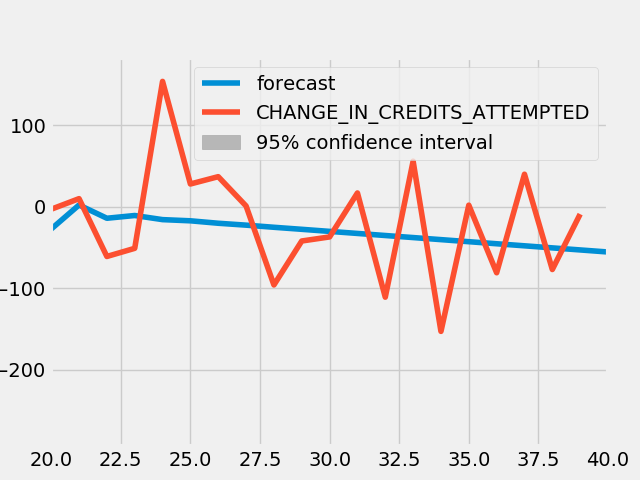 forecast
CHANGE_IN_CREDITS_ATTEMPTED
95% confidence interval
100
0
−100
−200
20.0 22.5 25.0 27.5 30.0 32.5 35.0 37.5 40.0